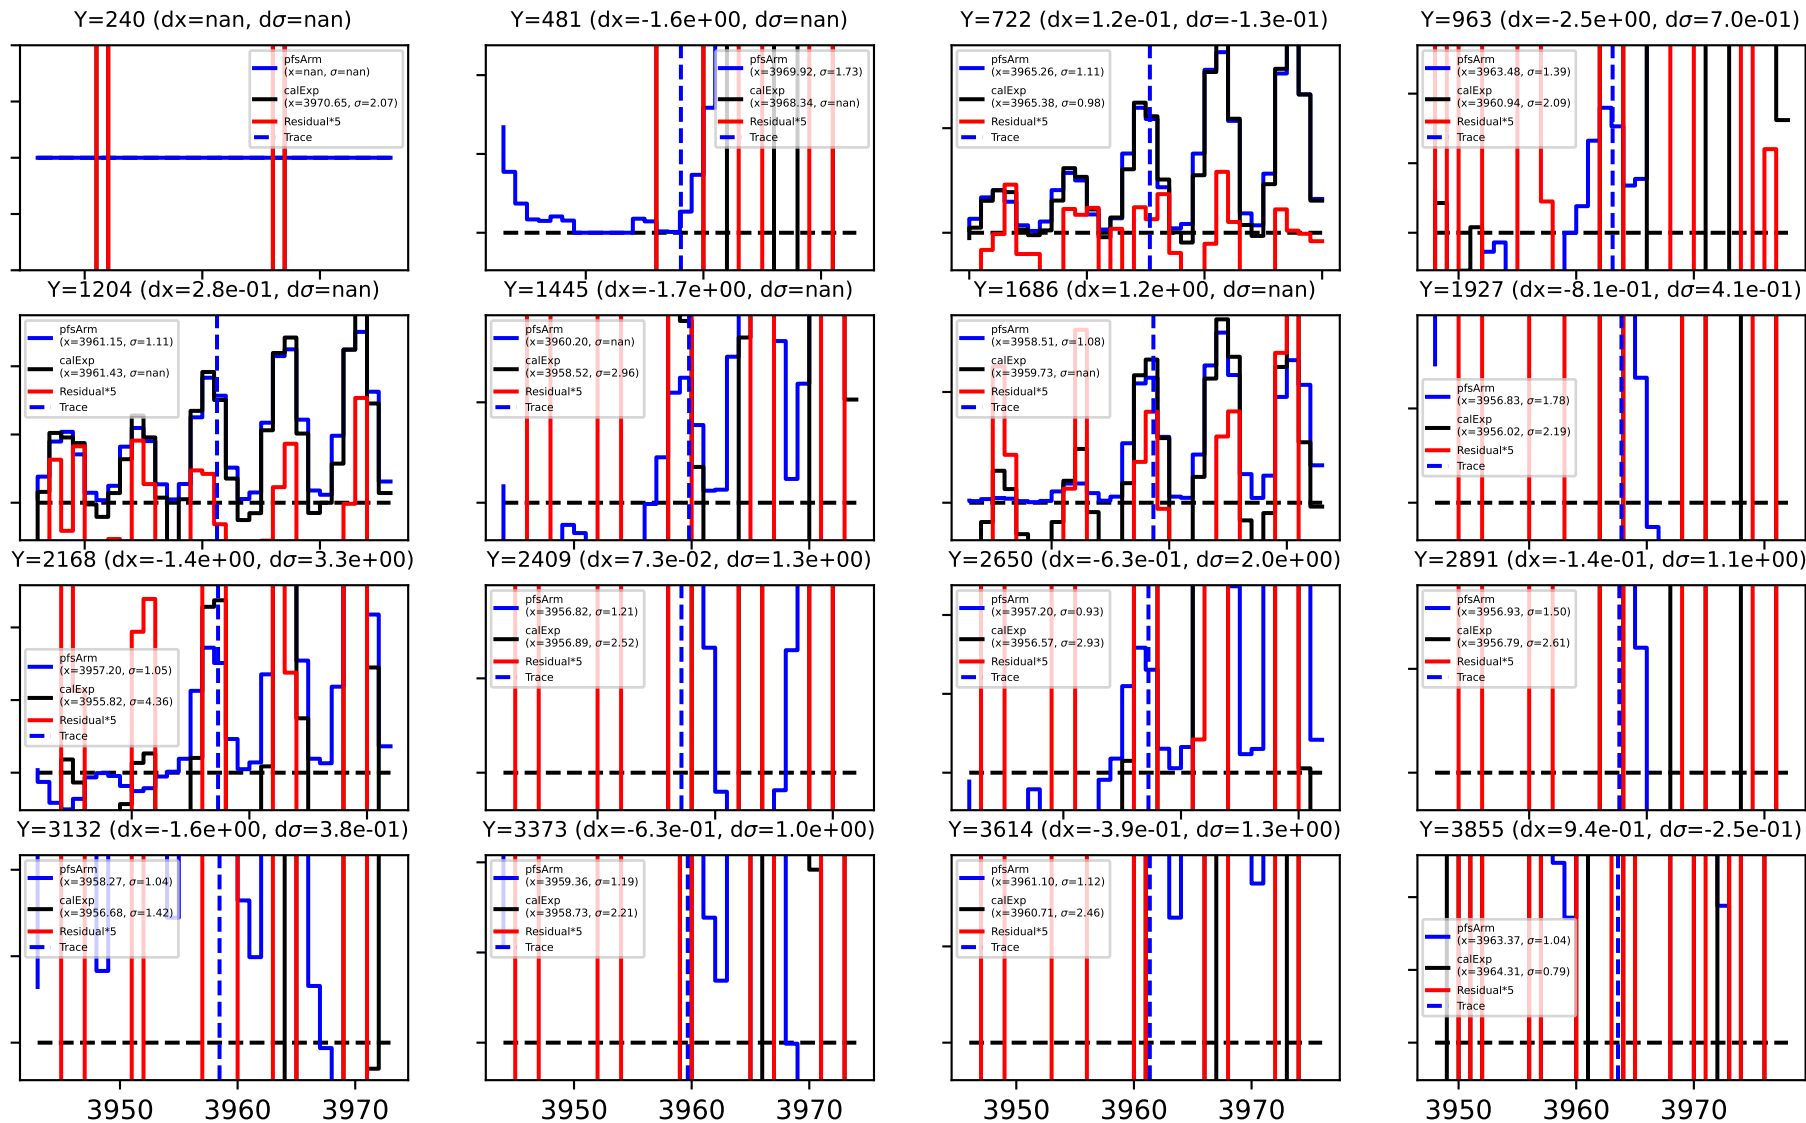 Y=240 (dx=nan, dσ=nan)
pfsArm
(x=nan, σ=nan)
calExp
(x=3970.65, σ=2.07)
Residual*5
Trace
Y=481 (dx=-1.6e+00, dσ=nan)
pfsArm
(x=3969.92, σ=1.73)
calExp
(x=3968.34, σ=nan)
Residual*5
Trace
Y=722 (dx=1.2e-01, dσ=-1.3e-01)
pfsArm
(x=3965.26, σ=1.11)
calExp
(x=3965.38, σ=0.98)
Residual*5
Trace
Y=963 (dx=-2.5e+00, dσ=7.0e-01)
pfsArm
(x=3963.48, σ=1.39)
calExp
(x=3960.94, σ=2.09)
Residual*5
Trace
Y=1204 (dx=2.8e-01, dσ=nan)
pfsArm
(x=3961.15, σ=1.11)
calExp
(x=3961.43, σ=nan)
Residual*5
Trace
Y=1445 (dx=-1.7e+00, dσ=nan)
pfsArm
(x=3960.20, σ=nan)
calExp
(x=3958.52, σ=2.96)
Residual*5
Trace
Y=1686 (dx=1.2e+00, dσ=nan)
pfsArm
(x=3958.51, σ=1.08)
calExp
(x=3959.73, σ=nan)
Residual*5
Trace
Y=1927 (dx=-8.1e-01, dσ=4.1e-01)
pfsArm
(x=3956.83, σ=1.78)
calExp
(x=3956.02, σ=2.19)
Residual*5
Trace
Y=2168 (dx=-1.4e+00, dσ=3.3e+00)
pfsArm
(x=3957.20, σ=1.05)
calExp
(x=3955.82, σ=4.36)
Residual*5
Trace
Y=2409 (dx=7.3e-02, dσ=1.3e+00)
pfsArm
(x=3956.82, σ=1.21)
calExp
(x=3956.89, σ=2.52)
Residual*5
Trace
Y=2650 (dx=-6.3e-01, dσ=2.0e+00)
pfsArm
(x=3957.20, σ=0.93)
calExp
(x=3956.57, σ=2.93)
Residual*5
Trace
Y=2891 (dx=-1.4e-01, dσ=1.1e+00)
pfsArm
(x=3956.93, σ=1.50)
calExp
(x=3956.79, σ=2.61)
Residual*5
Trace
Y=3132 (dx=-1.6e+00, dσ=3.8e-01)
pfsArm
(x=3958.27, σ=1.04)
calExp
(x=3956.68, σ=1.42)
Residual*5
Trace
3950 3960 3970
Y=3373 (dx=-6.3e-01, dσ=1.0e+00)
pfsArm
(x=3959.36, σ=1.19)
calExp
(x=3958.73, σ=2.21)
Residual*5
Trace
3950 3960 3970
Y=3614 (dx=-3.9e-01, dσ=1.3e+00)
pfsArm
(x=3961.10, σ=1.12)
calExp
(x=3960.71, σ=2.46)
Residual*5
Trace
3950 3960 3970
Y=3855 (dx=9.4e-01, dσ=-2.5e-01)
pfsArm
(x=3963.37, σ=1.04)
calExp
(x=3964.31, σ=0.79)
Residual*5
Trace
3950 3960 3970